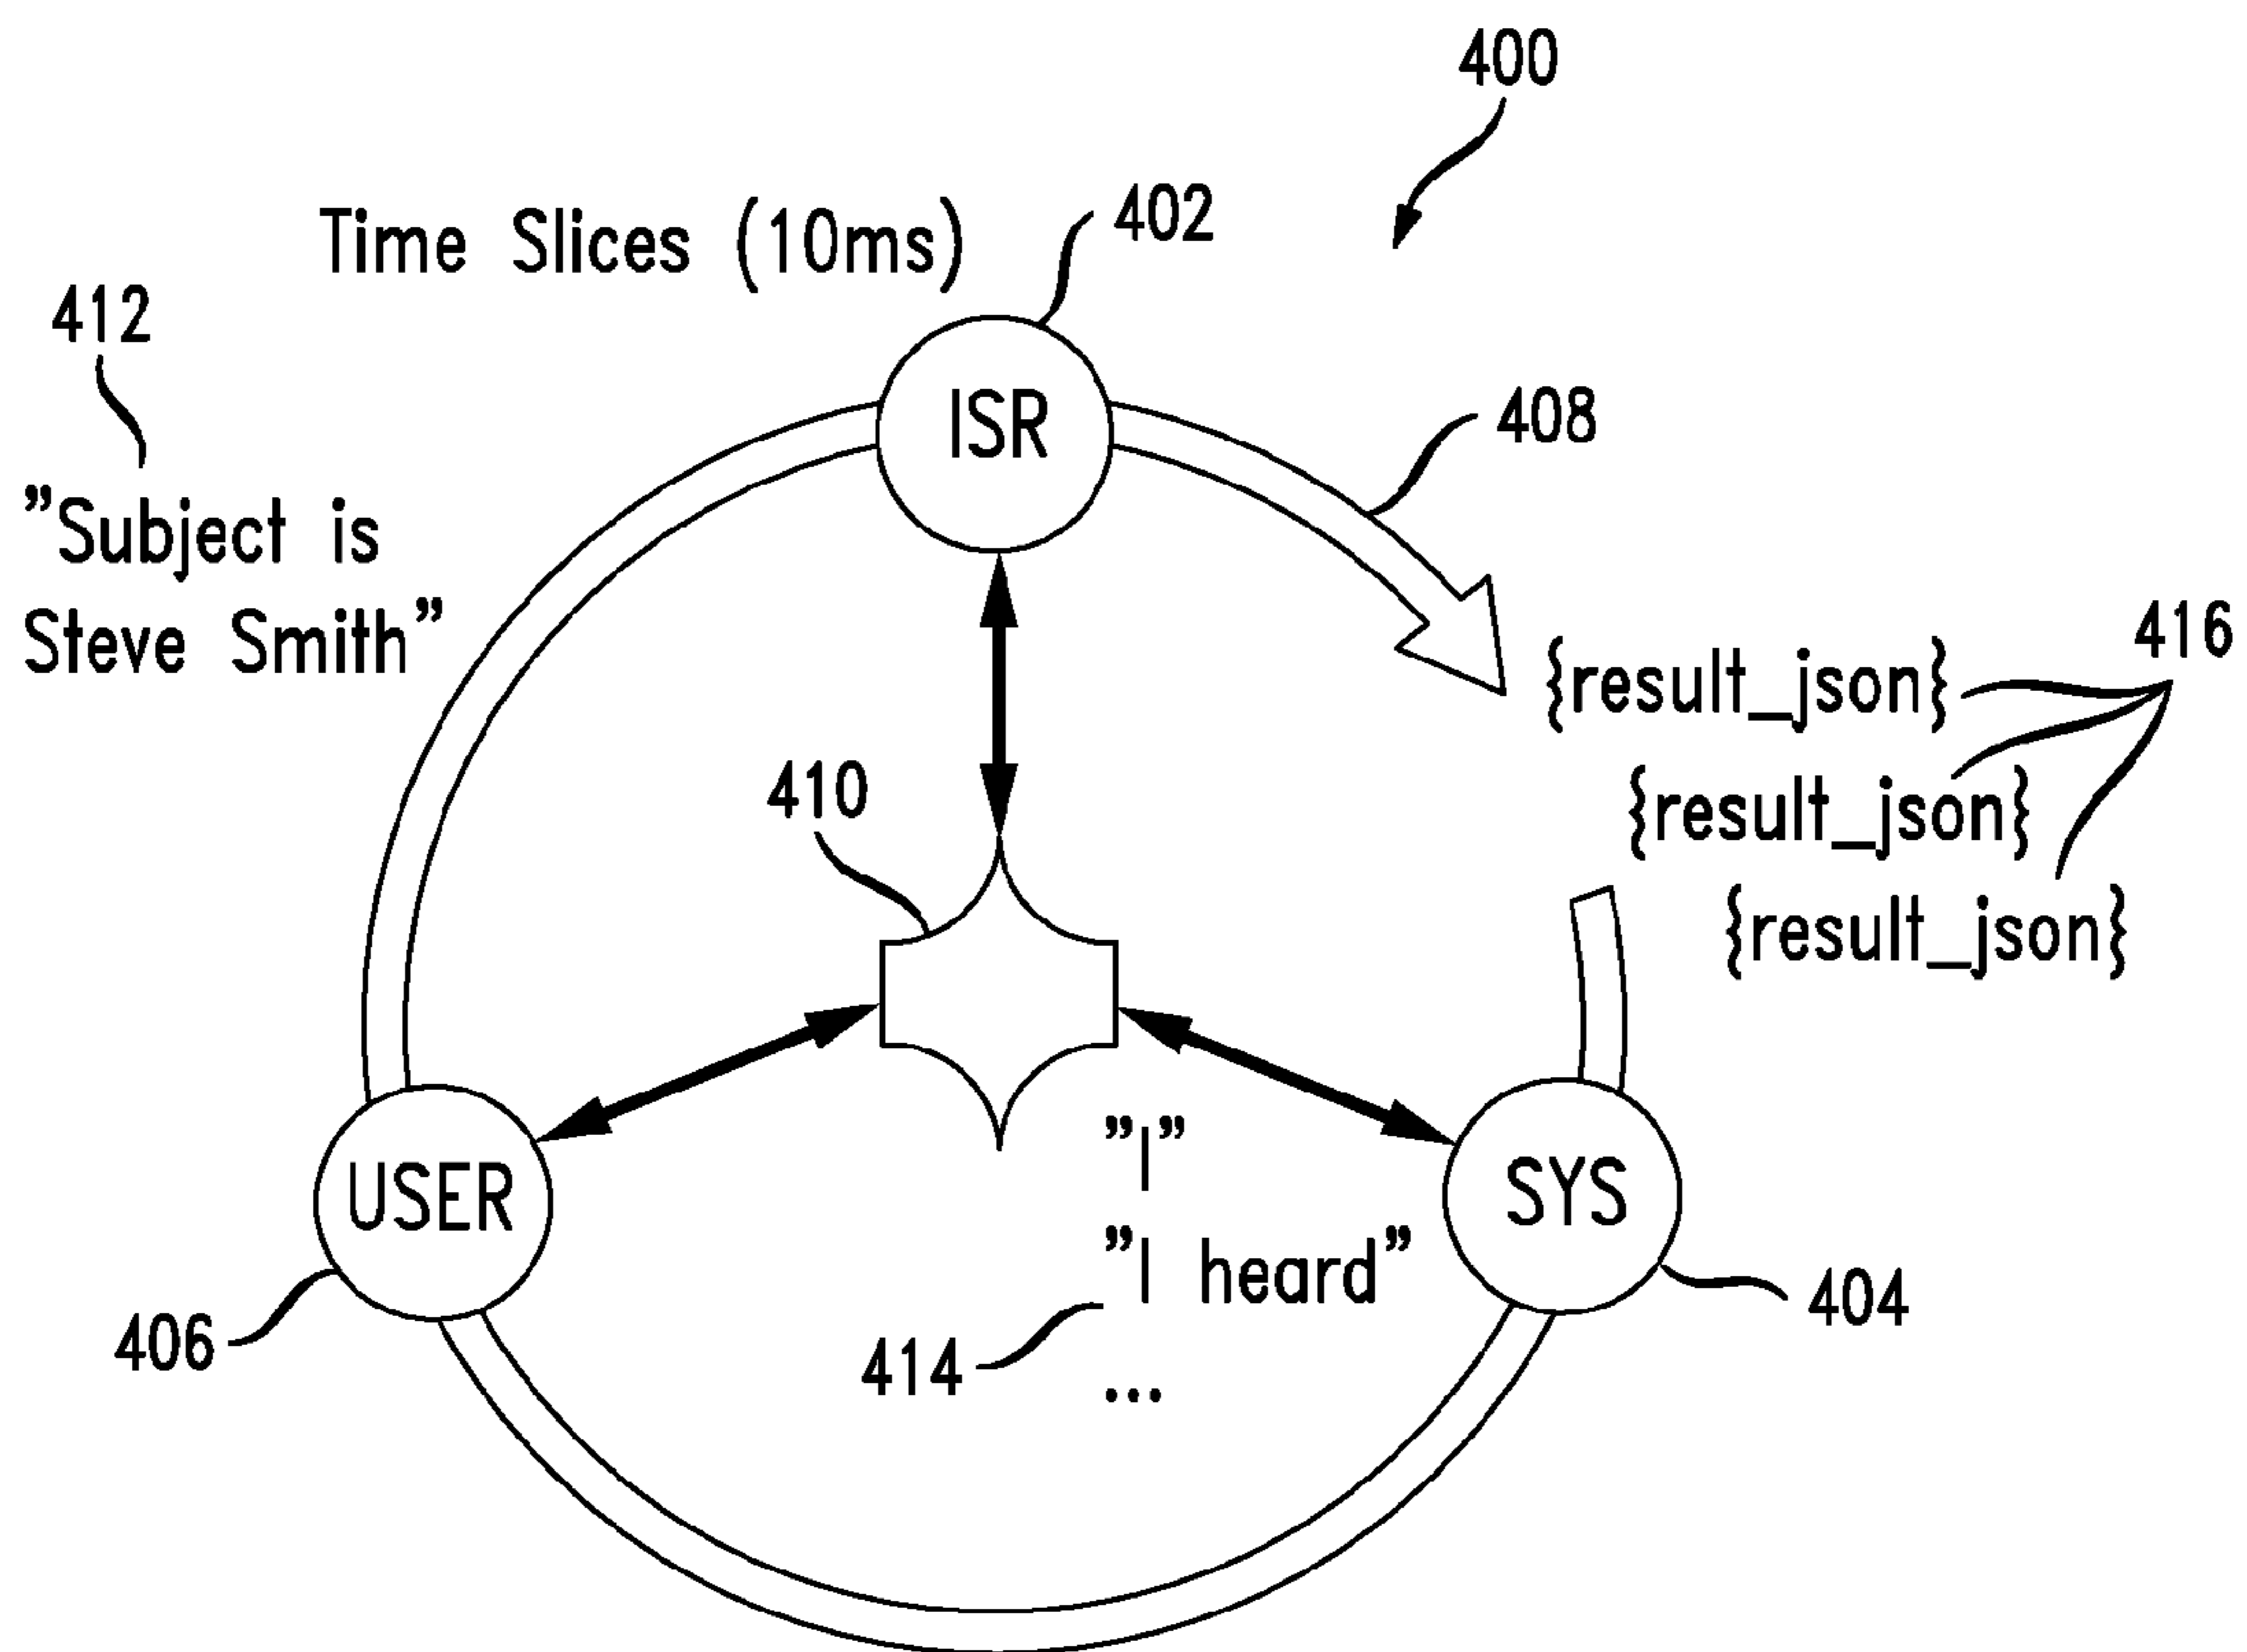 400
Time Slices (10ms)
402
412
ISR
408
"Subject is
Steve Smith"
416
{result_json}
410
{result_json}
{result_json}
"I"
USER
SYS
"I heard"
406
404
414
...